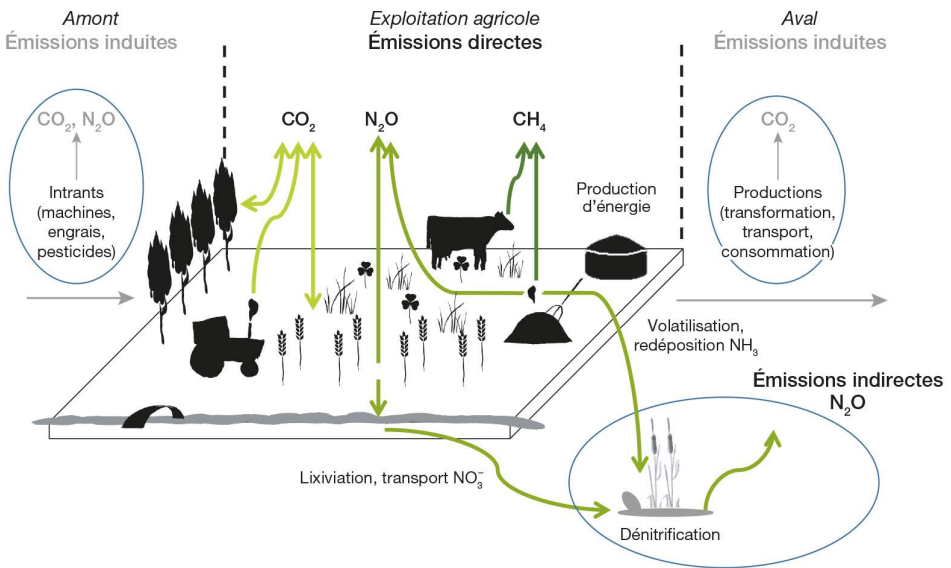 Amont
Émissions induites
Exploitation agricole
Émissions directes
Aval
Émissions induites
CO₂, N₂O
CO₂
N₂O
CH₄
CO₂
Intrants
(machines,
engrais,
pesticides)
Production
d’énergie
Productions
(transformation,
transport,
consommation)
Volatilisation,
redéposition NH₃
Émissions indirectes
N₂O
Lixiviation, transport NO₃⁻
Dénitrification